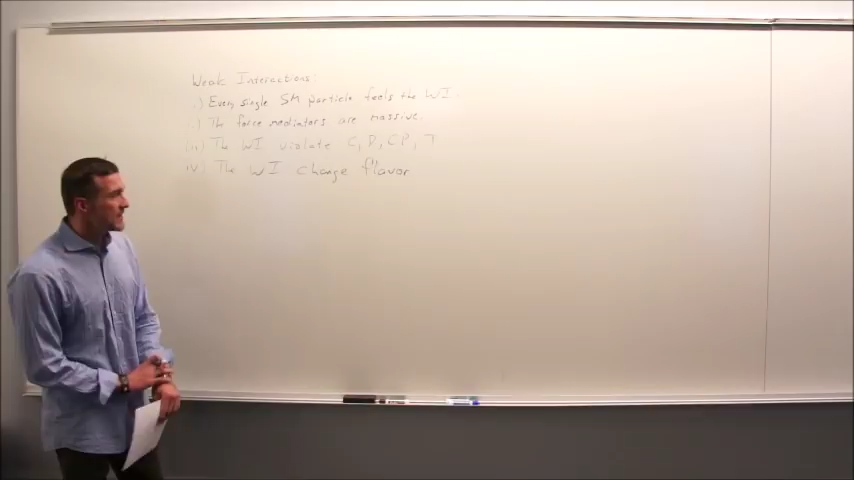 Weak Interactions:
i) Every single SM particle feels the WI.
ii) The force mediators are massive.
iii) The WI violate C, P, CP, T
iv) The WI change "flavor"